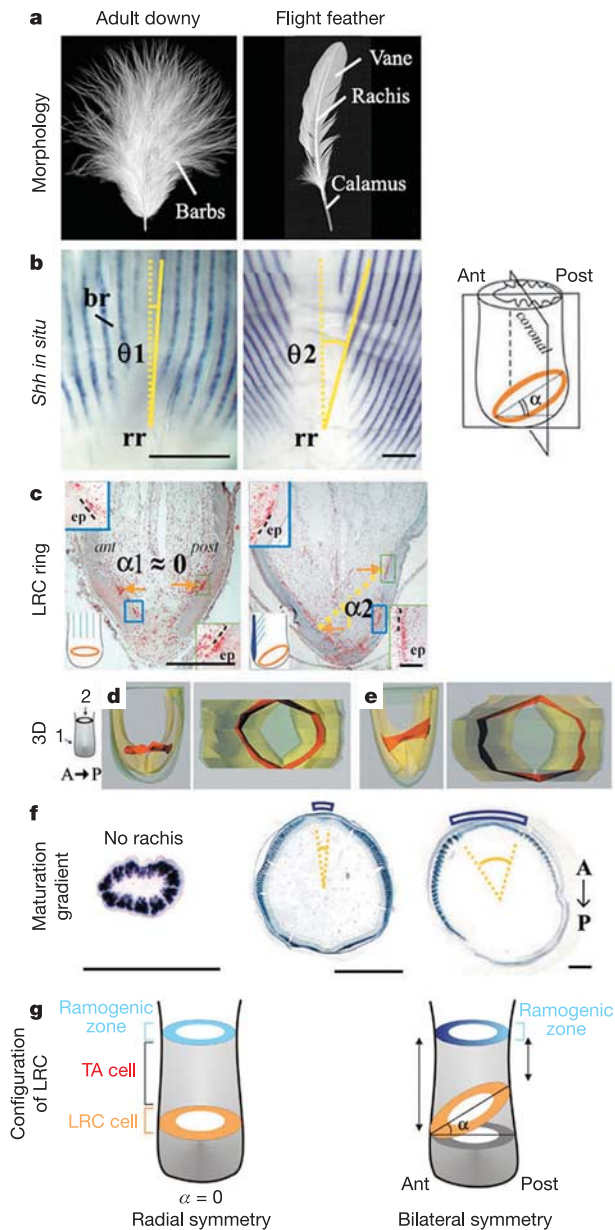 Adult downy
Flight feather
a
Morphology
Barbs
Vane
Rachis
Calamus
b
Shh in situ
br
θ1
rr
θ2
rr
Ant
Post
coronal
α
c
LRC ring
ep
ant
post
α1 ≈ 0
ep
ep
α2
ep
3D
2
1
A→P
d
e
f
Maturation
gradient
No rachis
A
P
g
Configuration
of LRC
Ramogenic
zone
TA cell
LRC cell
α = 0
Radial symmetry
Ramogenic
zone
α
Ant
Post
Bilateral symmetry